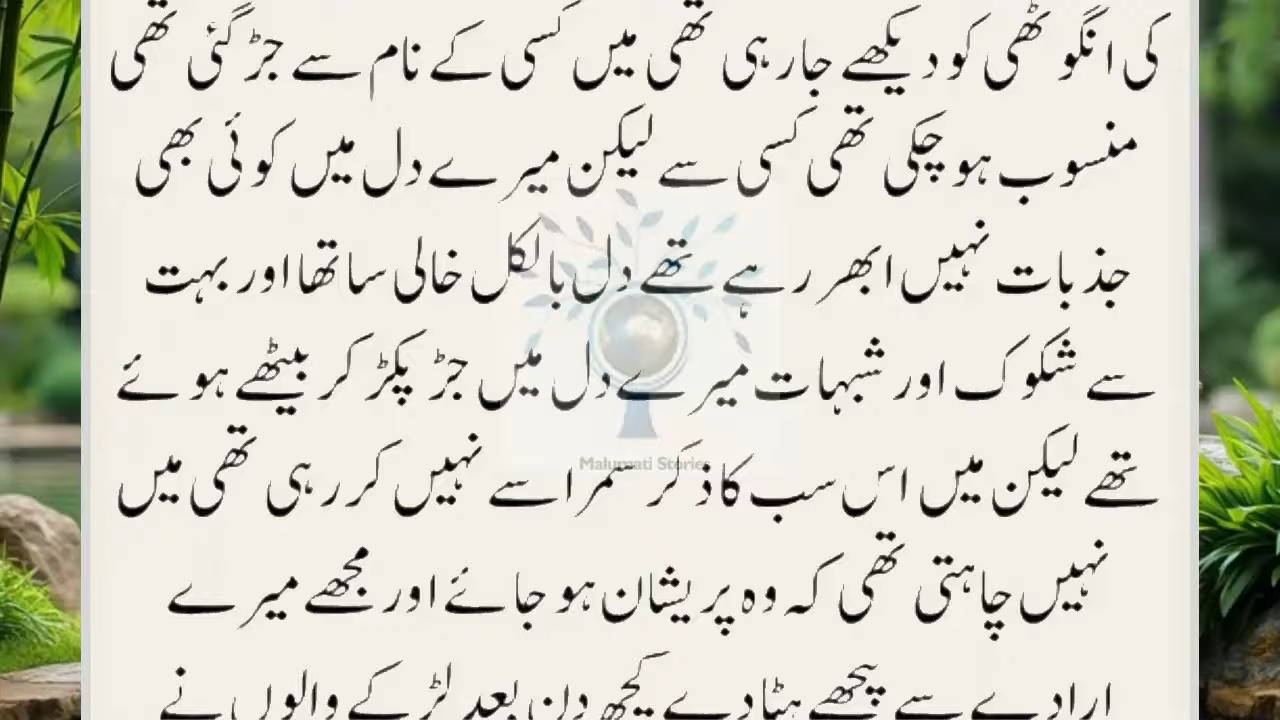 کی انگوٹھی کو دیکھے جا رہی تھی میں کسی کے نام سے جڑ گئی تھی
منسوب ہو چکی تھی کسی سے لیکن میرے دل میں کوئی بھی
جذبات نہیں ابھر رہے تھے دل بالکل خالی سا تھا اور بہت
سے شکوک اور شبہات میرے دل میں جڑ پکڑ کر بیٹھے ہوئے
Malumati Stories
تھے لیکن میں اس سب کا ذکر سمرا سے نہیں کر رہی تھی میں
نہیں چاہتی تھی کہ وہ پریشان ہو جائے اور مجھے میرے
ارادے سے پیچھے ہٹا دے کچھ دن بعد لڑکے والوں نے